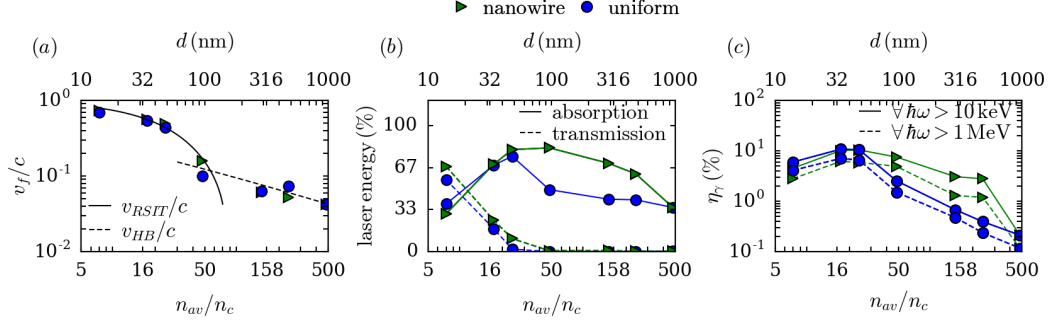 nanowire uniform
(a) d (nm)
10 32 100 316 1000
10^0
10^-1
10^-2
v_f/c
v_RSIT/c
v_HB/c
5 16 50 158 500
n_av/n_c
(b) d (nm)
10 32 100 316 1000
100
67
33
0
laser energy (%)
absorption
transmission
5 16 50 158 500
n_av/n_c
(c) d (nm)
10 32 100 316 1000
10^2
10^1
10^0
10^-1
η_γ (%)
∀ℏω > 10 keV
∀ℏω > 1 MeV
5 16 50 158 500
n_av/n_c